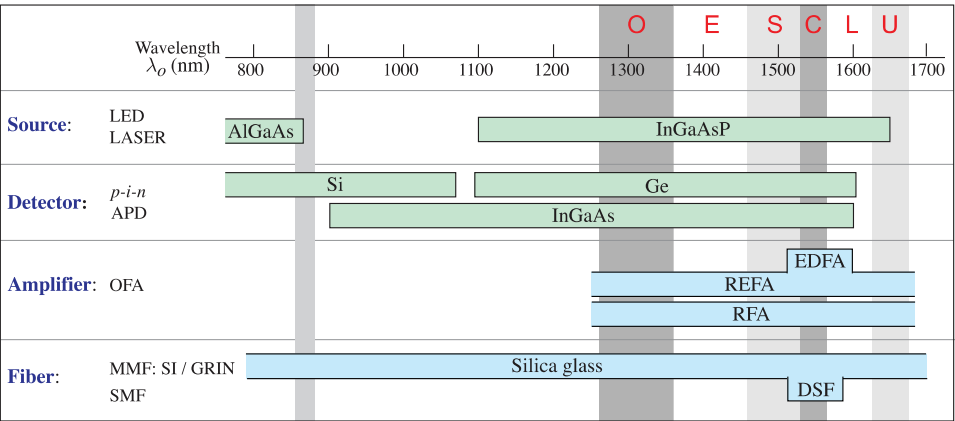 O E S C L U
Wavelength
λo (nm)
800 900 1000 1100 1200 1300 1400 1500 1600 1700
Source: LED
LASER
AlGaAs InGaAsP
Detector: p-i-n
APD
Si Ge
InGaAs
Amplifier: OFA
EDFA
REFA
RFA
Fiber: MMF: SI / GRIN
SMF
Silica glass
DSF